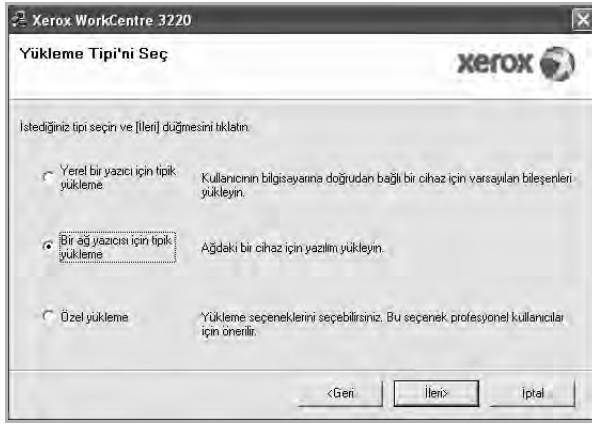 Xerox WorkCentre 3220
Yükleme Tipi'ni Seç
xerox
İstediğiniz tipi seçin ve [İleri] düğmesini tıklatın.
Yerel bir yazıcı için tipik
yükleme
Kullanıcının bilgisayarına doğrudan bağlı bir cihaz için varsayılan bileşenleri
yükleyin.
Bir ağ yazıcısı için tipik
yükleme
Ağdaki bir cihaz için yazılım yükleyin.
Özel yükleme
Yükleme seçeneklerini seçebilirsiniz. Bu seçenek profesyonel kullanıcılar
için önerilir.
<Geri
İleri>
İptal